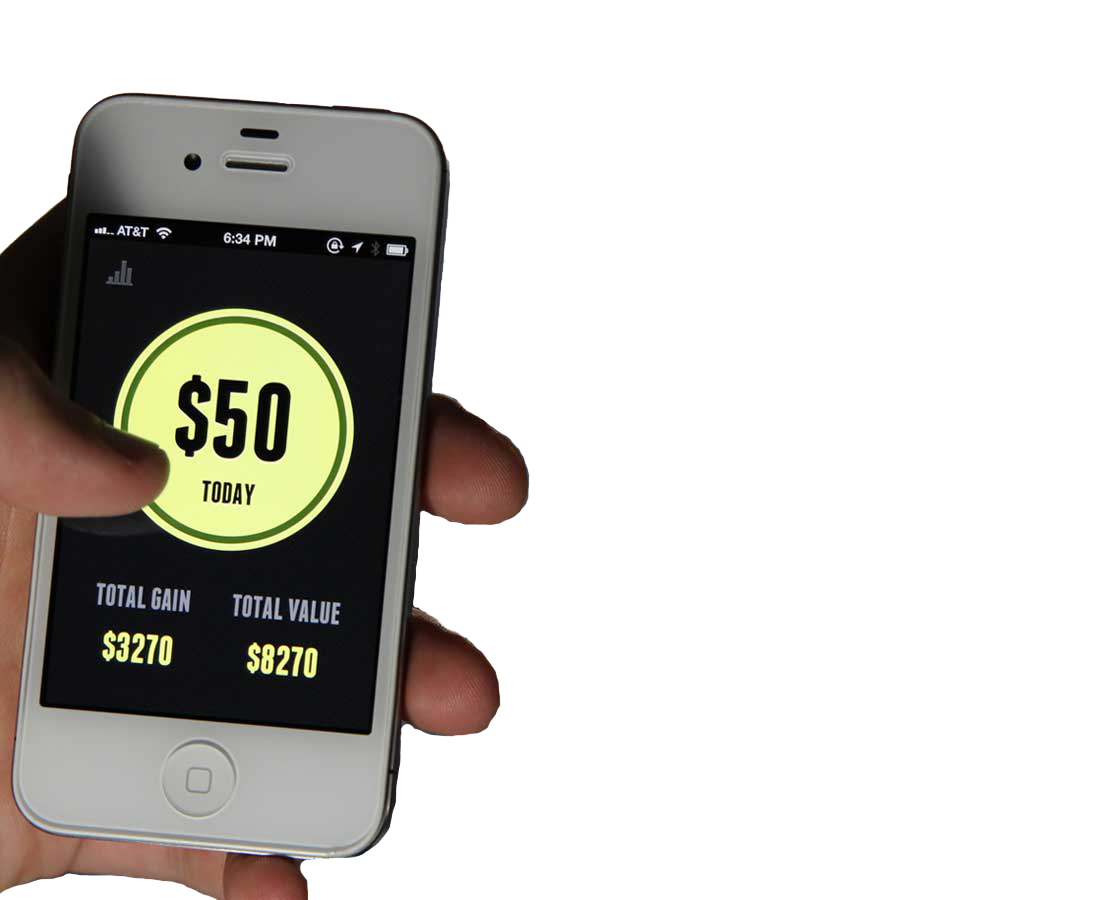 AT&T 6:34 PM
$50
TODAY
TOTAL GAIN TOTAL VALUE
$3270 $8270